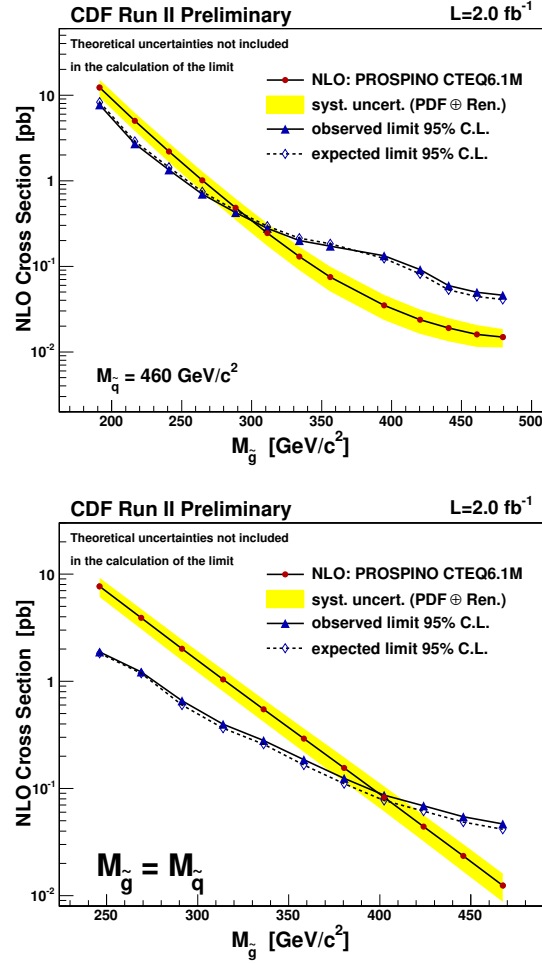 CDF Run II Preliminary L=2.0 fb⁻¹
Theoretical uncertainties not included
in the calculation of the limit
NLO: PROSPINO CTEQ6.1M
syst. uncert. (PDF ⊕ Ren.)
observed limit 95% C.L.
expected limit 95% C.L.
NLO Cross Section [pb]
10
1
10⁻¹
10⁻²
M_q̃ = 460 GeV/c²
200 250 300 350 400 450 500
M_g̃ [GeV/c²]
CDF Run II Preliminary L=2.0 fb⁻¹
Theoretical uncertainties not included
in the calculation of the limit
NLO: PROSPINO CTEQ6.1M
syst. uncert. (PDF ⊕ Ren.)
observed limit 95% C.L.
expected limit 95% C.L.
NLO Cross Section [pb]
10
1
10⁻¹
10⁻²
M_g̃ = M_q̃
250 300 350 400 450
M_g̃ [GeV/c²]